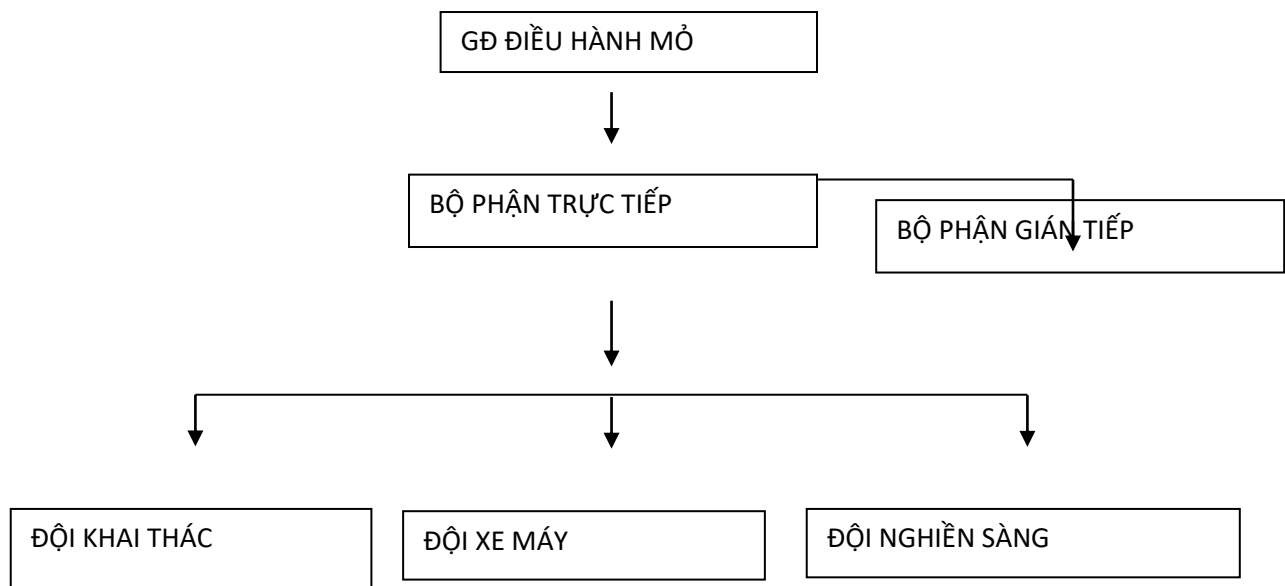 GĐ ĐIỀU HÀNH MỎ
BỘ PHẬN TRỰC TIẾP
BỘ PHẬN GIÁN TIẾP
ĐỘI KHAI THÁC
ĐỘI XE MÁY
ĐỘI NGHIỀN SÀNG